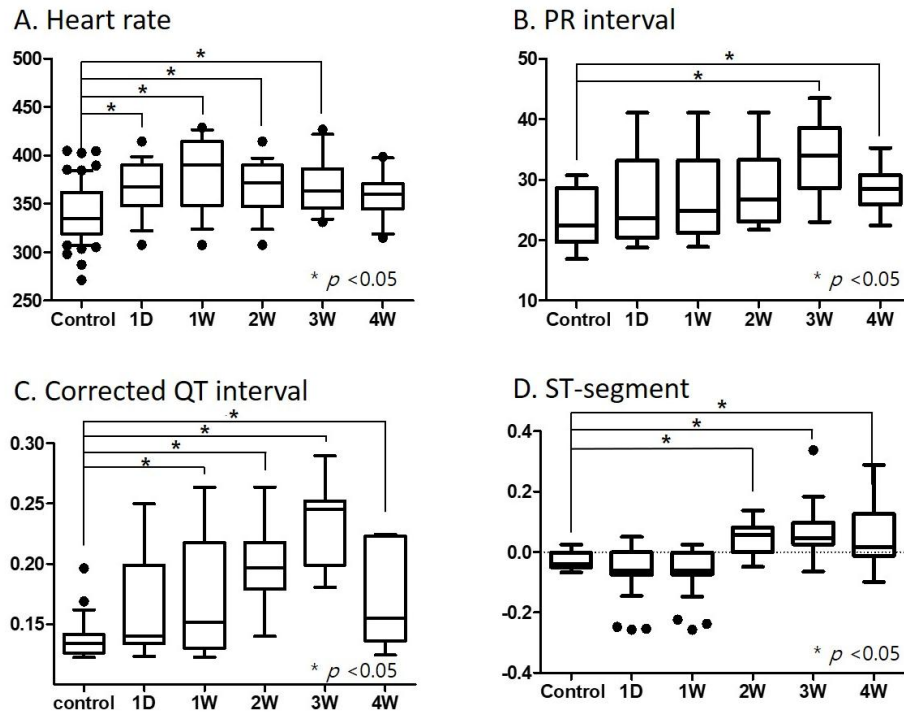 A. Heart rate
500
450
400
350
300
250
*
*
*
*
* p <0.05
Control 1D 1W 2W 3W 4W
B. PR interval
50
40
30
20
10
*
*
* p <0.05
Control 1D 1W 2W 3W 4W
C. Corrected QT interval
0.30
0.25
0.20
0.15
*
*
*
*
* p <0.05
control 1D 1W 2W 3W 4W
D. ST-segment
0.4
0.2
0.0
-0.2
-0.4
*
*
*
* p <0.05
Control 1D 1W 2W 3W 4W